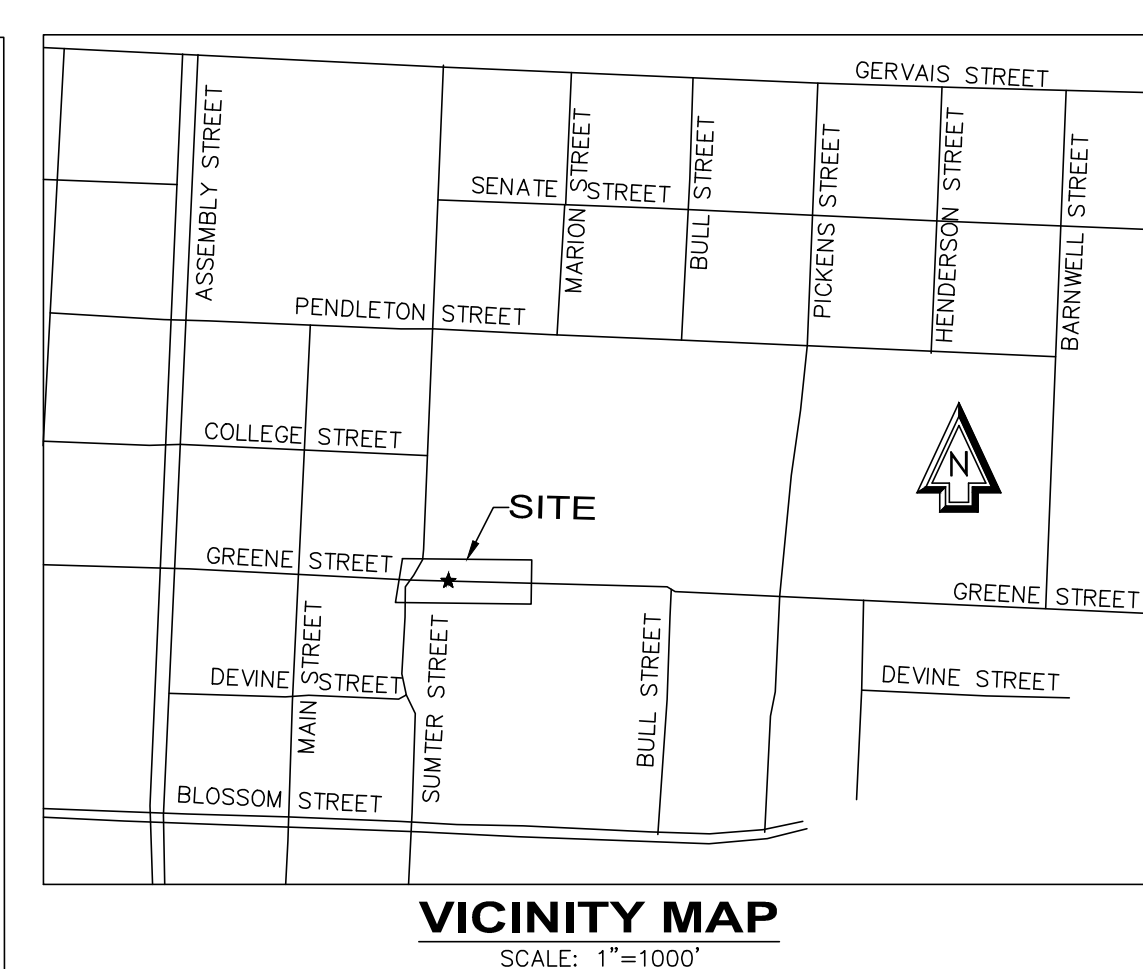 GERVAIS STREET
ASSEMBLY STREET
SENATE STREET
MARION STREET
BULL STREET
PICKENS STREET
HENDERSON STREET
BARNWELL STREET
PENDLETON STREET
COLLEGE STREET
N
SITE
GREENE STREET
GREENE STREET
MAIN STREET
SUMTER STREET
BULL STREET
DEVINE STREET
DEVINE STREET
BLOSSOM STREET
VICINITY MAP
SCALE: 1"=1000'